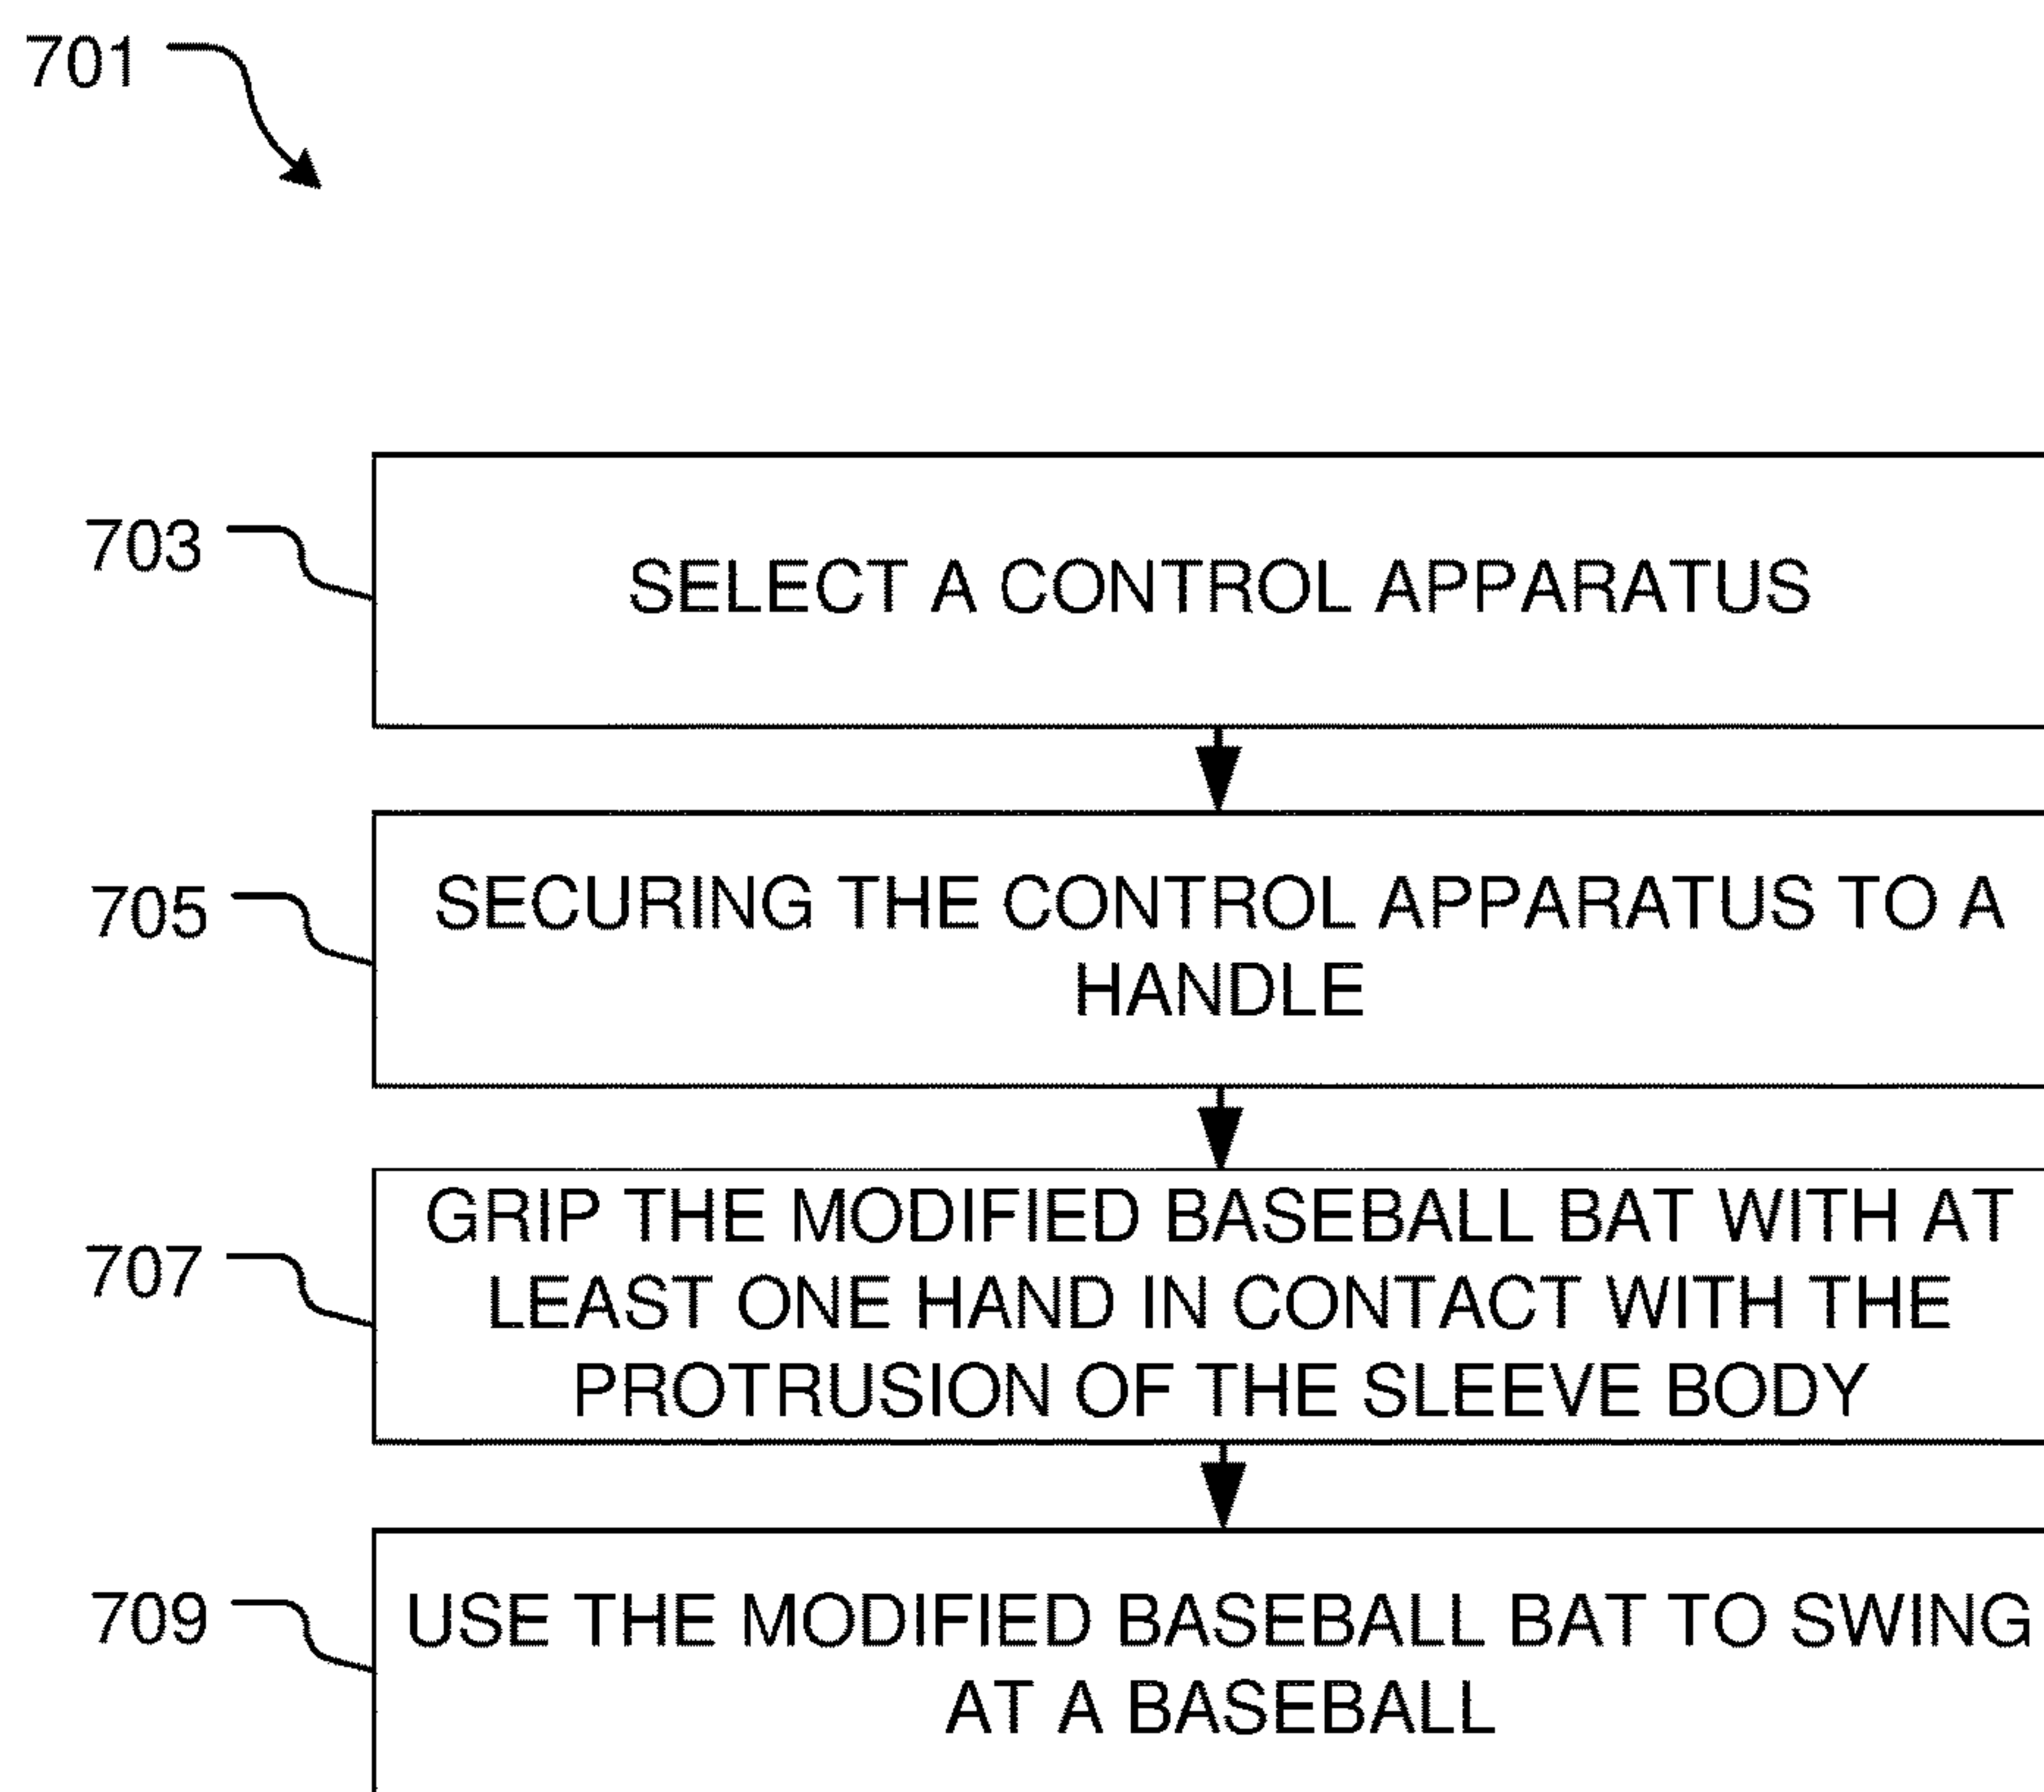 701
703
SELECT A CONTROL APPARATUS
705
SECURING THE CONTROL APPARATUS TO A
HANDLE
707
GRIP THE MODIFIED BASEBALL BAT WITH AT
LEAST ONE HAND IN CONTACT WITH THE
PROTRUSION OF THE SLEEVE BODY
709
USE THE MODIFIED BASEBALL BAT TO SWING
AT A BASEBALL